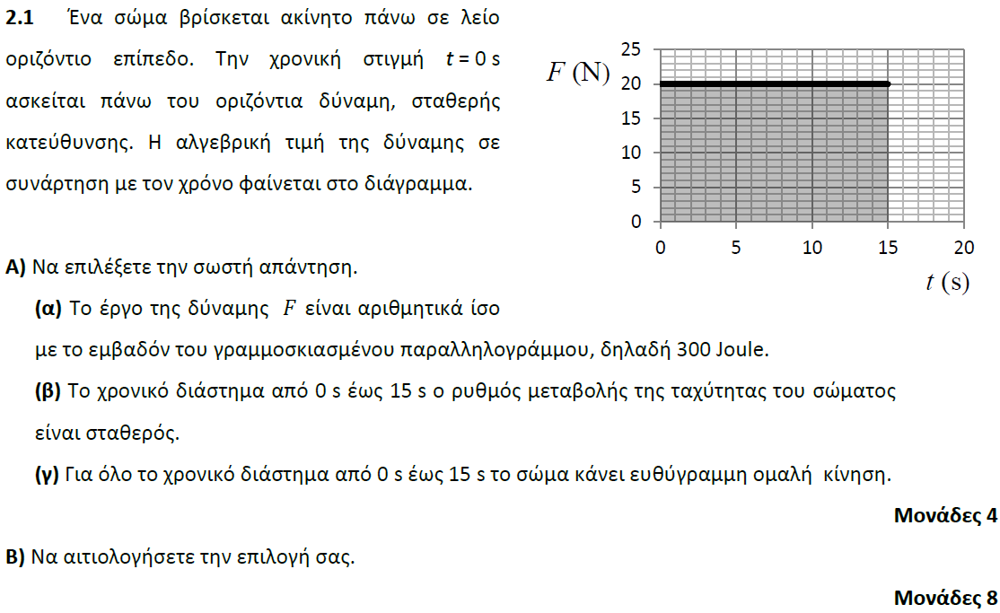 2.1 Ένα σώμα βρίσκεται ακίνητο πάνω σε λείο
οριζόντιο επίπεδο. Την χρονική στιγμή t = 0 s
ασκείται πάνω του οριζόντια δύναμη, σταθερής
κατεύθυνσης. Η αλγεβρική τιμή της δύναμης σε
συνάρτηση με τον χρόνο φαίνεται στο διάγραμμα.
F (N)
25
20
15
10
5
0
0 5 10 15 20
t (s)
Α) Να επιλέξετε την σωστή απάντηση.
(α) Το έργο της δύναμης F είναι αριθμητικά ίσο
με το εμβαδόν του γραμμοσκιασμένου παραλληλογράμμου, δηλαδή 300 Joule.
(β) Το χρονικό διάστημα από 0 s έως 15 s ο ρυθμός μεταβολής της ταχύτητας του σώματος
είναι σταθερός.
(γ) Για όλο το χρονικό διάστημα από 0 s έως 15 s το σώμα κάνει ευθύγραμμη ομαλή κίνηση.
Μονάδες 4
Β) Να αιτιολογήσετε την επιλογή σας.
Μονάδες 8